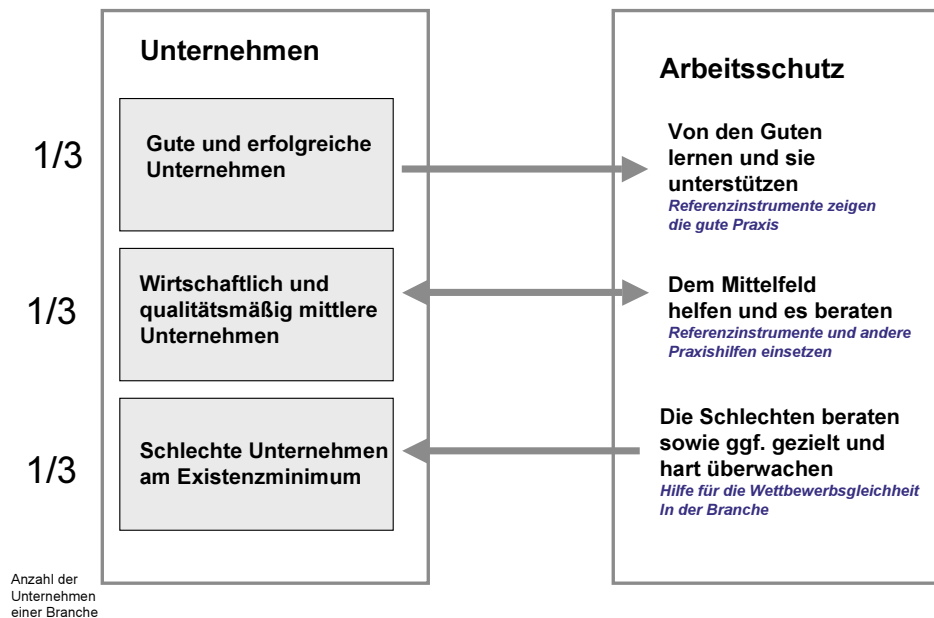 Unternehmen
1/3
Gute und erfolgreiche
Unternehmen
1/3
Wirtschaftlich und
qualitätsmäßig mittlere
Unternehmen
1/3
Schlechte Unternehmen
am Existenzminimum
Anzahl der
Unternehmen
einer Branche
Arbeitsschutz
Von den Guten
lernen und sie
unterstützen
Referenzinstrumente zeigen
die gute Praxis
Dem Mittelfeld
helfen und es beraten
Referenzinstrumente und andere
Praxishilfen einsetzen
Die Schlechten beraten
sowie ggf. gezielt und
hart überwachen
Hilfe für die Wettbewerbsgleichheit
In der Branche